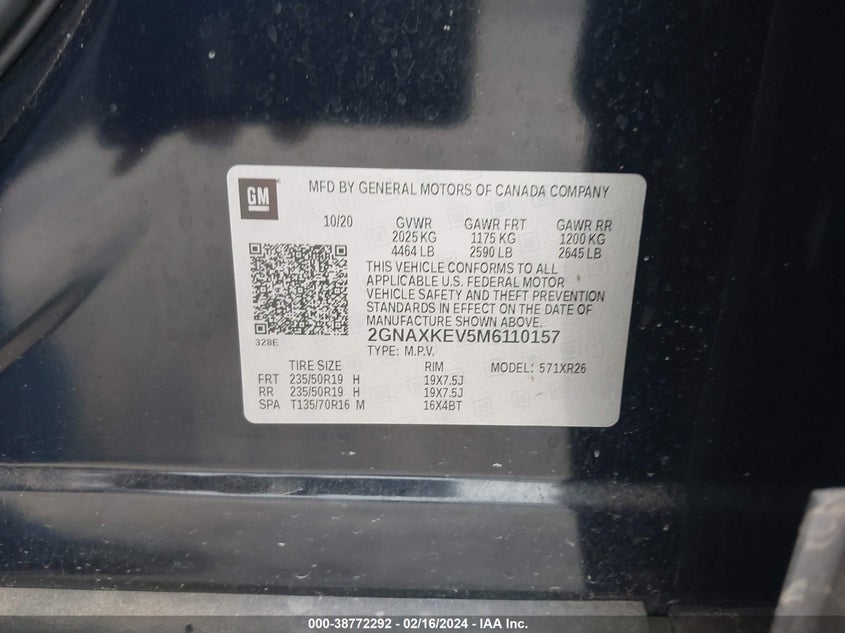 GM
MFD BY GENERAL MOTORS OF CANADA COMPANY
10/20 GVWR GAWR FRT GAWR RR
2025 KG 1175 KG 1200 KG
4464 LB 2590 LB 2645 LB
THIS VEHICLE CONFORMS TO ALL
APPLICABLE U.S. FEDERAL MOTOR
VEHICLE SAFETY AND THEFT PREVENTION
STANDARDS IN EFFECT ON THE DATE OF
MANUFACTURE SHOWN ABOVE.
328E
2GNAXKEV5M6110157
TYPE: M.P.V.
TIRE SIZE RIM MODEL: 571XR26
FRT 235/50R19 H 19X7.5J
RR 235/50R19 H 19X7.5J
SPA T135/70R16 M 16X4BT
000-38772292 - 02/16/2024 - IAA Inc.